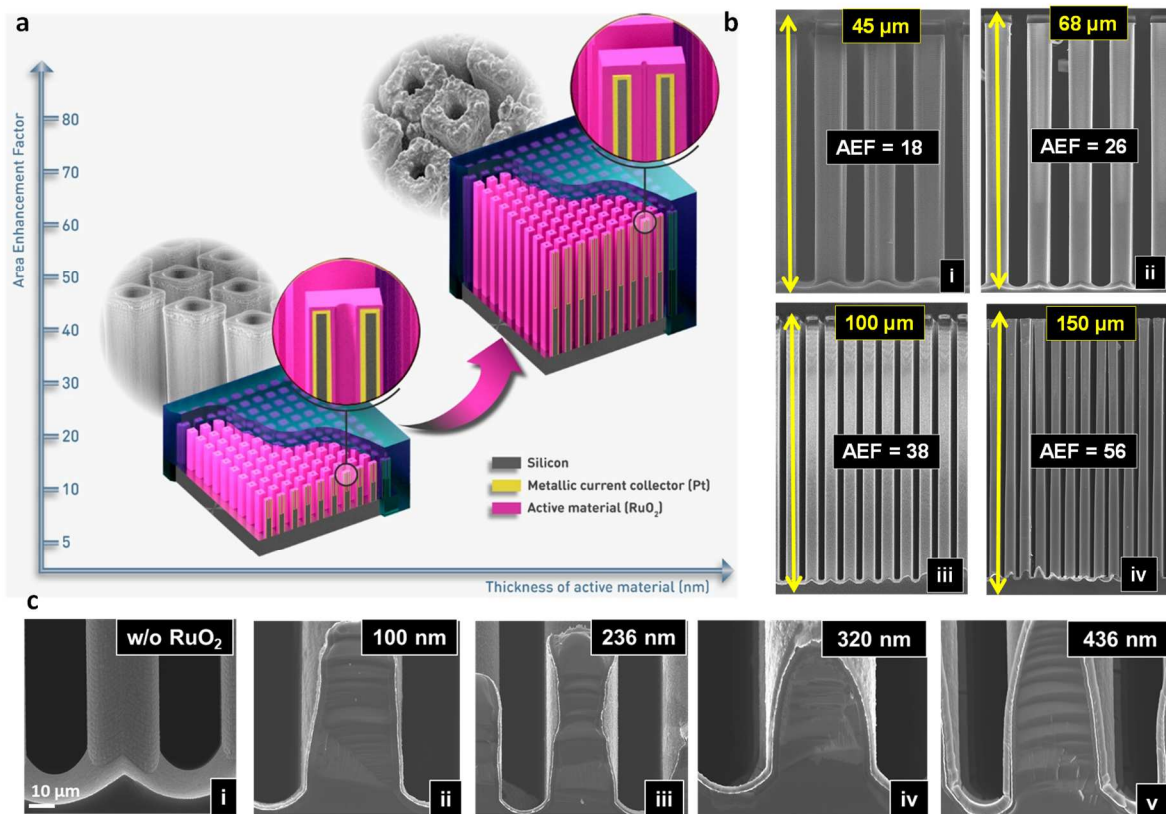 a
Area Enhancement Factor
80
70
60
50
40
30
20
10
5
Silicon
Metallic current collector (Pt)
Active material (RuO₂)
Thickness of active material (nm)
b
45 µm
AEF = 18
i
68 µm
AEF = 26
ii
100 µm
AEF = 38
iii
150 µm
AEF = 56
iv
c
w/o RuO₂
10 µm
i
100 nm
ii
236 nm
iii
320 nm
iv
436 nm
v